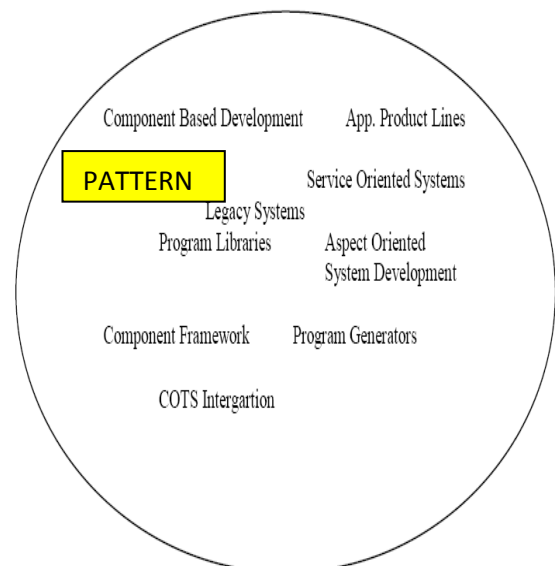 Component Based Development
App. Product Lines
PATTERN
Service Oriented Systems
Legacy Systems
Program Libraries
Aspect Oriented
System Development
Component Framework
Program Generators
COTS Intergartion